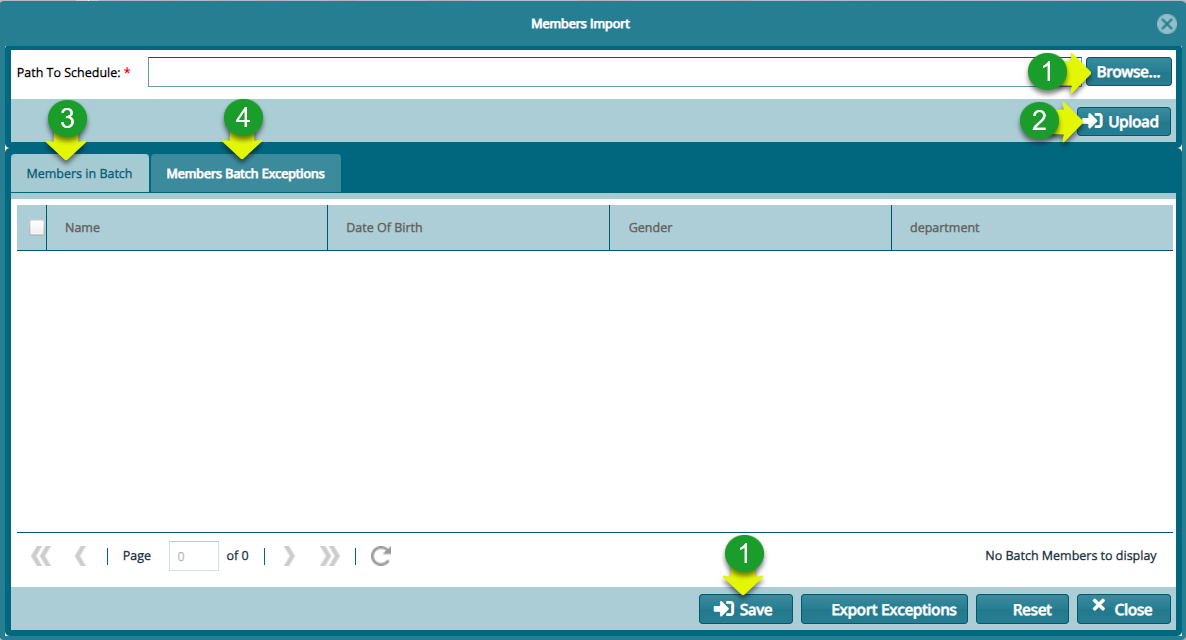 Members Import
Path To Schedule: *
1
Browse...
2
Upload
3
4
Members in Batch
Members Batch Exceptions
Name
Date Of Birth
Gender
department
Page
0
of 0
No Batch Members to display
1
Save
Export Exceptions
Reset
Close